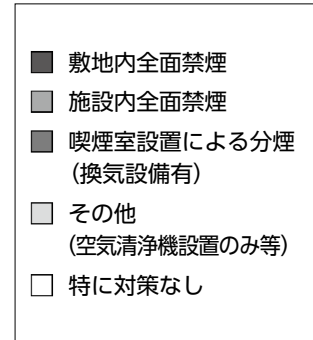 敷地内全面禁煙
施設内全面禁煙
喫煙室設置による分煙
(換気設備有)
その他
(空気清浄機設置のみ等)
特に対策なし